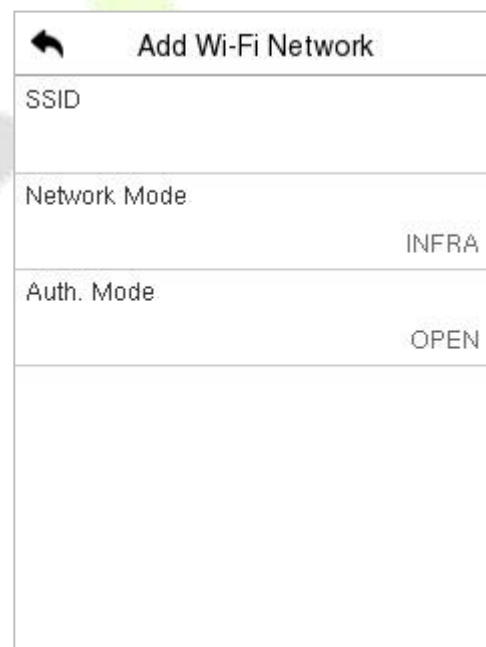 Add Wi-Fi Network
SSID
Network Mode
INFRA
Auth. Mode
OPEN